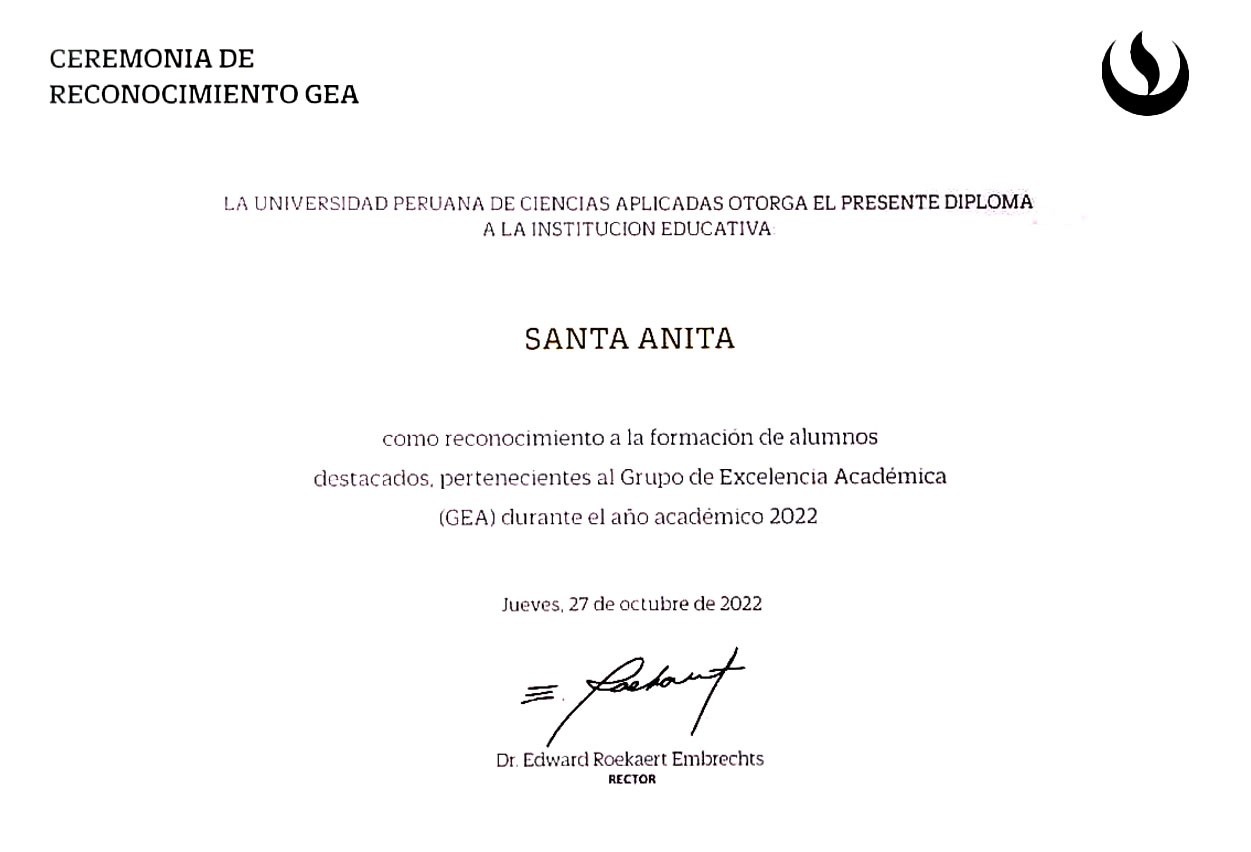 CEREMONIA DE
RECONOCIMIENTO GEA
LA UNIVERSIDAD PERUANA DE CIENCIAS APLICADAS OTORGA EL PRESENTE DIPLOMA
A LA INSTITUCION EDUCATIVA:
SANTA ANITA
como reconocimiento a la formación de alumnos
destacados, pertenecientes al Grupo de Excelencia Académica
(GEA) durante el año académico 2022
Jueves, 27 de octubre de 2022
E. Roekaert
Dr. Edward Roekaert Embrechts
RECTOR